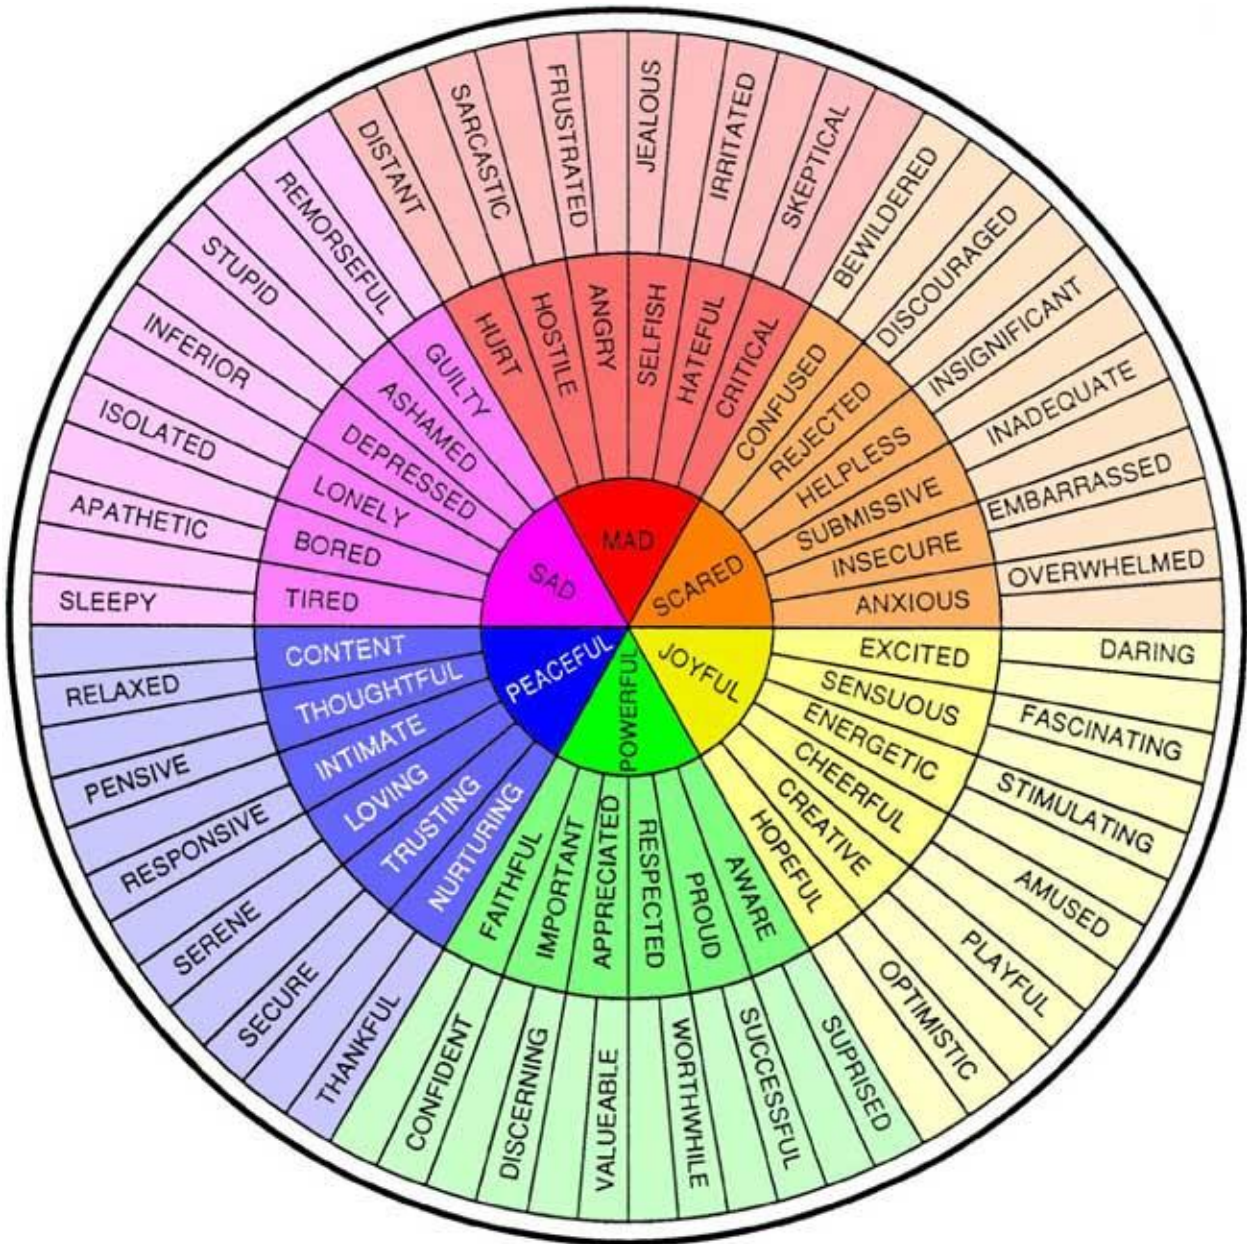 MAD
SCARED
JOYFUL
POWERFUL
PEACEFUL
SAD
HURT
HOSTILE
ANGRY
SELFISH
HATEFUL
CRITICAL
CONFUSED
REJECTED
HELPLESS
SUBMISSIVE
INSECURE
ANXIOUS
EXCITED
SENSUOUS
ENERGETIC
CHEERFUL
CREATIVE
HOPEFUL
AWARE
PROUD
RESPECTED
APPRECIATED
IMPORTANT
FAITHFUL
NURTURING
TRUSTING
LOVING
INTIMATE
THOUGHTFUL
CONTENT
TIRED
BORED
LONELY
DEPRESSED
ASHAMED
GUILTY
DISTANT
SARCASTIC
FRUSTRATED
JEALOUS
IRRITATED
SKEPTICAL
BEWILDERED
DISCOURAGED
INSIGNIFICANT
INADEQUATE
EMBARRASSED
OVERWHELMED
DARING
FASCINATING
STIMULATING
AMUSED
PLAYFUL
OPTIMISTIC
SUPRISED
SUCCESSFUL
WORTHWHILE
VALUEABLE
DISCERNING
CONFIDENT
THANKFUL
SECURE
SERENE
RESPONSIVE
PENSIVE
RELAXED
SLEEPY
APATHETIC
ISOLATED
INFERIOR
STUPID
REMORSEFUL